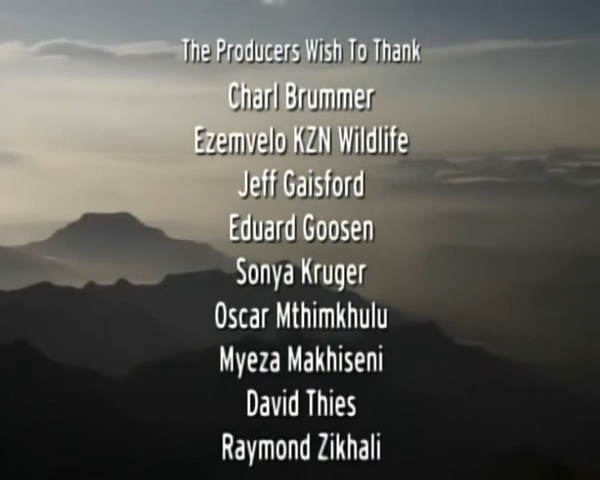 The Producers Wish To Thank
Charl Brummer
Ezemvelo KZN Wildlife
Jeff Gaisford
Eduard Goosen
Sonya Kruger
Oscar Mthimkhulu
Myeza Makhiseni
David Thies
Raymond Zikhali